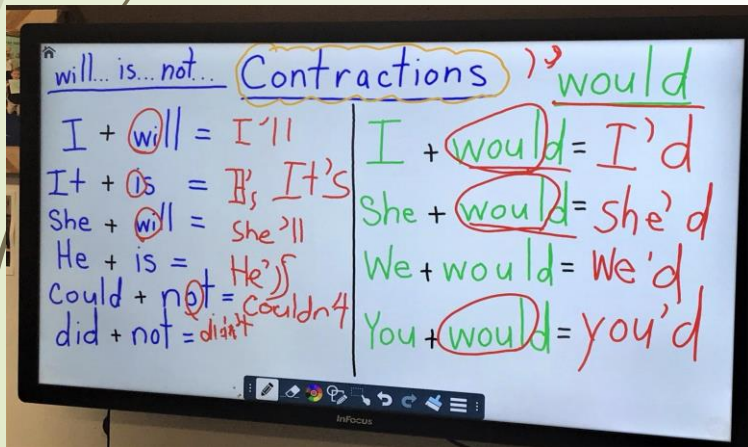 will... is... not...
Contractions
would
I + will = I'll
It + is = It's
She + will = she'll
He + is = He's
could + not = couldn't
did + not = didn't
I + would = I'd
She + would = she'd
We + would = We'd
You + would = you'd
InFocus